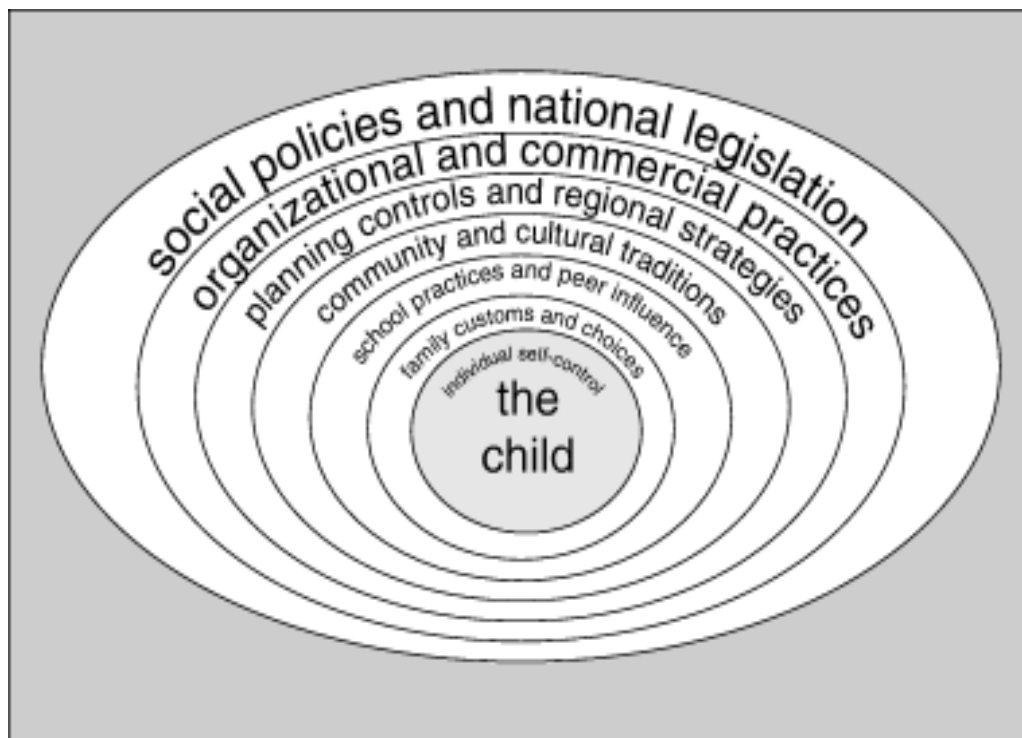 social policies and national legislation
organizational and commercial practices
planning controls and regional strategies
community and cultural traditions
school practices and peer influence
family customs and choices
individual self-control
the
child